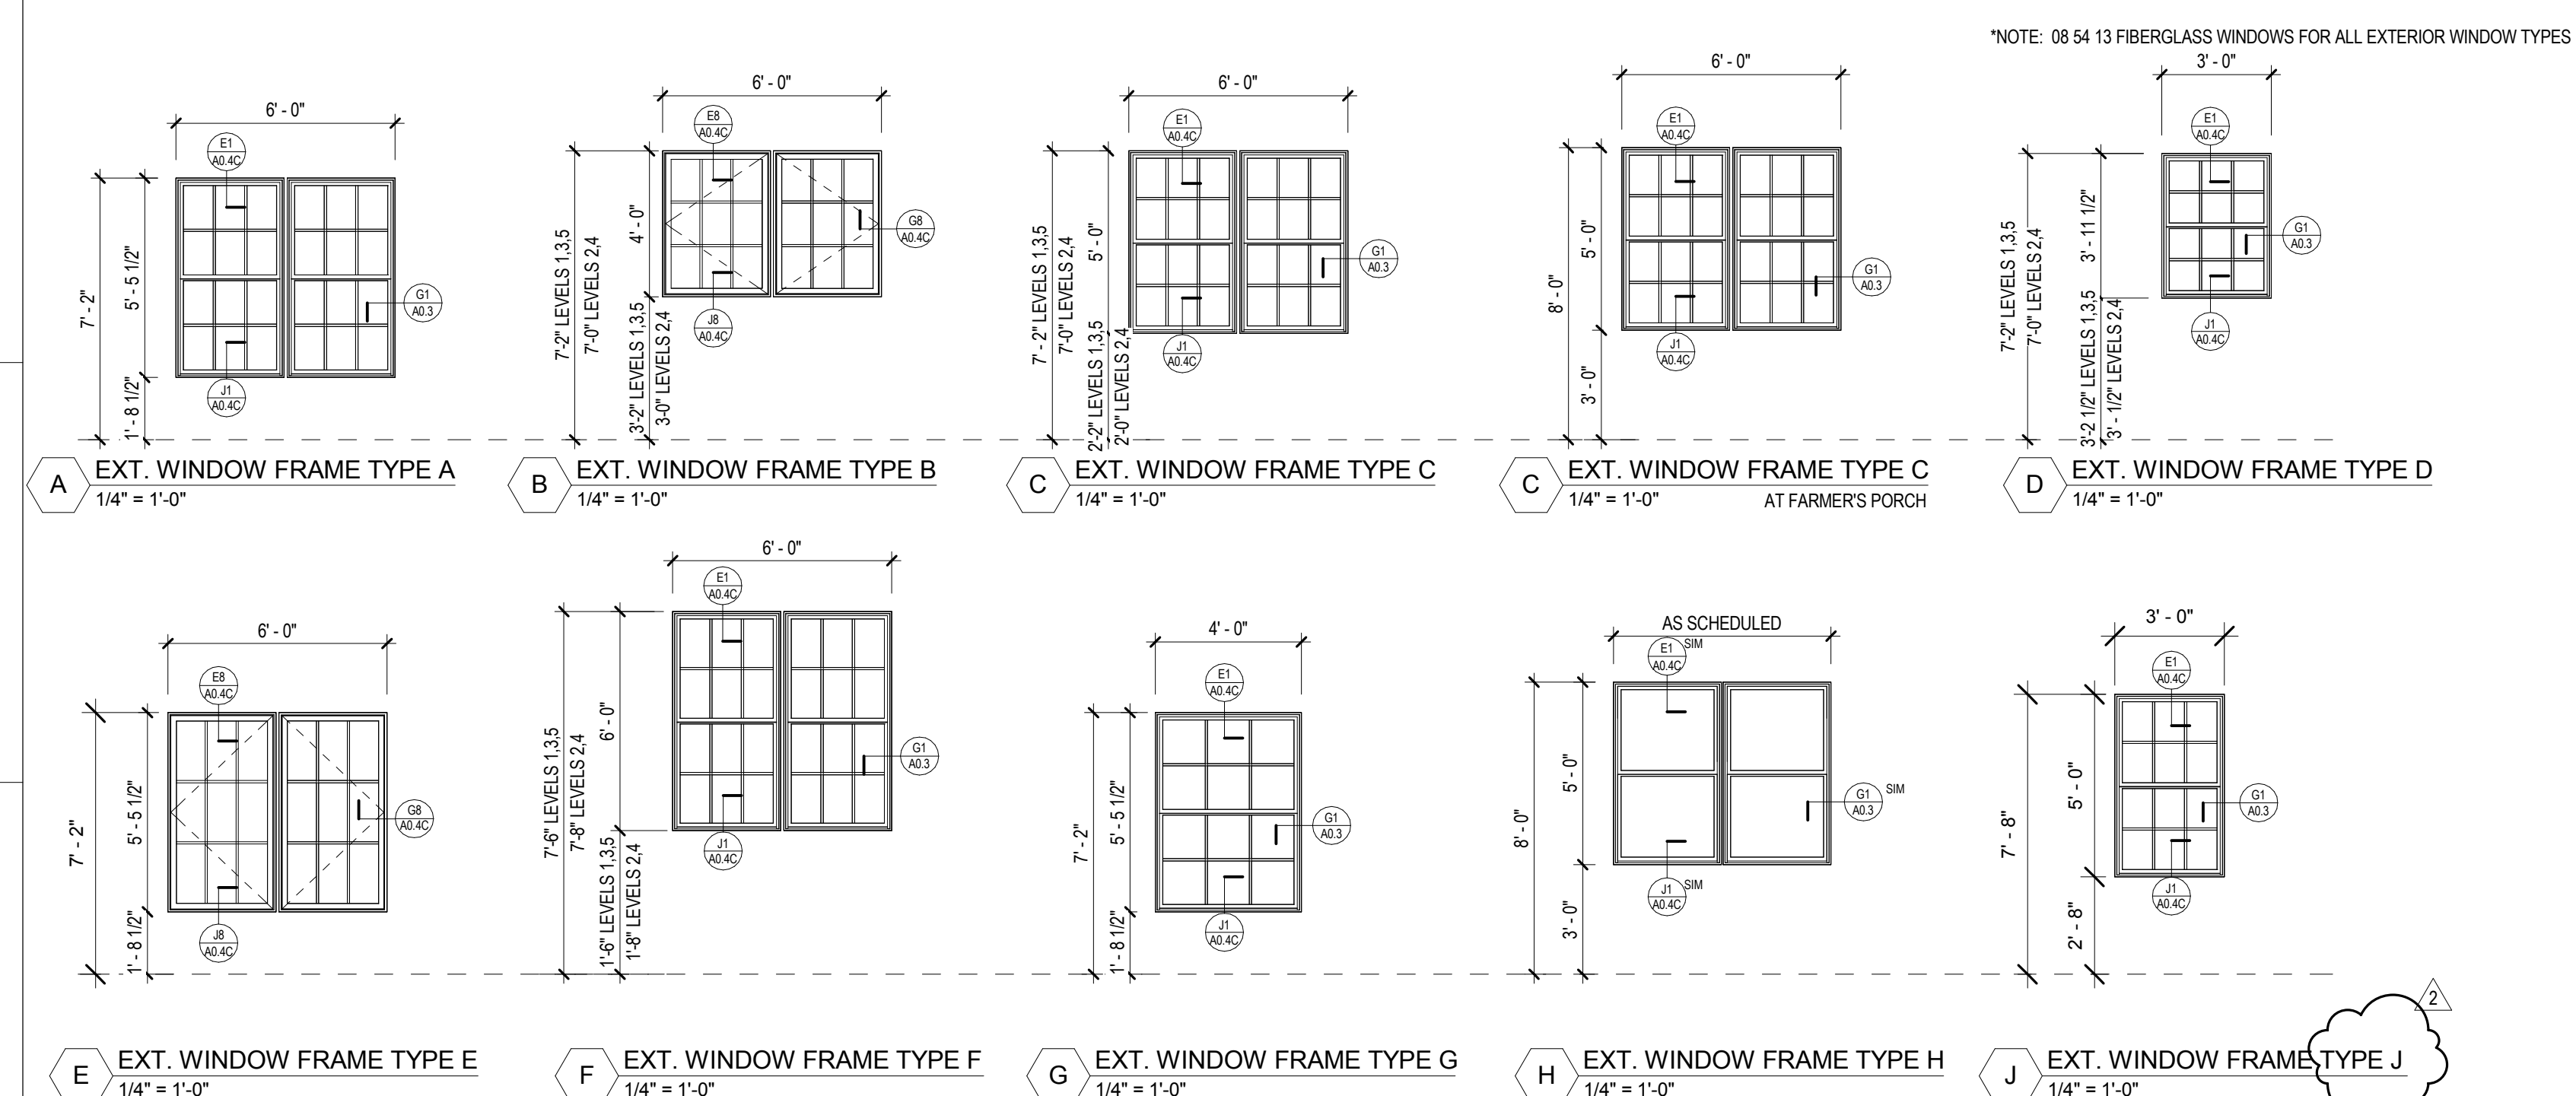 *NOTE: 08 54 13 FIBERGLASS WINDOWS FOR ALL EXTERIOR WINDOW TYPES
6' - 0"
E1
A0.4C
7' - 2"
5' - 5 1/2"
1' - 8 1/2"
G1
A0.3
J1
A0.4C
A
EXT. WINDOW FRAME TYPE A
1/4" = 1'-0"
6' - 0"
E8
A0.4C
7'-2" LEVELS 1,3,5
7'-0" LEVELS 2,4
4' - 0"
3'-2" LEVELS 1,3,5
3-0" LEVELS 2,4
G8
A0.4C
J8
A0.4C
B
EXT. WINDOW FRAME TYPE B
1/4" = 1'-0"
6' - 0"
E1
A0.4C
7' - 2" LEVELS 1,3,5
7'-0" LEVELS 2,4
5' - 0"
2'-2" LEVELS 1,3,5
2'-0" LEVELS 2,4
G1
A0.3
J1
A0.4C
C
EXT. WINDOW FRAME TYPE C
1/4" = 1'-0"
6' - 0"
E1
A0.4C
8' - 0"
5' - 0"
3' - 0"
G1
A0.3
J1
A0.4C
C
EXT. WINDOW FRAME TYPE C
1/4" = 1'-0"
AT FARMER'S PORCH
3' - 0"
E1
A0.4C
7'-2" LEVELS 1,3,5
7'-0" LEVELS 2,4
3' - 11 1/2"
3'-2 1/2" LEVELS 1,3,5
3' - 1/2" LEVELS 2,4
G1
A0.3
J1
A0.4C
D
EXT. WINDOW FRAME TYPE D
1/4" = 1'-0"
6' - 0"
E8
A0.4C
7' - 2"
5' - 5 1/2"
1' - 8 1/2"
G8
A0.4C
J8
A0.4C
E
EXT. WINDOW FRAME TYPE E
1/4" = 1'-0"
6' - 0"
E1
A0.4C
7'-6" LEVELS 1,3,5
7'-8" LEVELS 2,4
6' - 0"
1'-6" LEVELS 1,3,5
1'-8" LEVELS 2,4
G1
A0.3
J1
A0.4C
F
EXT. WINDOW FRAME TYPE F
1/4" = 1'-0"
4' - 0"
E1
A0.4C
7' - 2"
5' - 5 1/2"
1' - 8 1/2"
G1
A0.3
J1
A0.4C
G
EXT. WINDOW FRAME TYPE G
1/4" = 1'-0"
AS SCHEDULED
E1
A0.4C
SIM
8' - 0"
5' - 0"
3' - 0"
G1
A0.3
SIM
J1
A0.4C
SIM
H
EXT. WINDOW FRAME TYPE H
1/4" = 1'-0"
3' - 0"
E1
A0.4C
7' - 8"
5' - 0"
2' - 8"
G1
A0.3
J1
A0.4C
2
J
EXT. WINDOW FRAME TYPE J
1/4" = 1'-0"